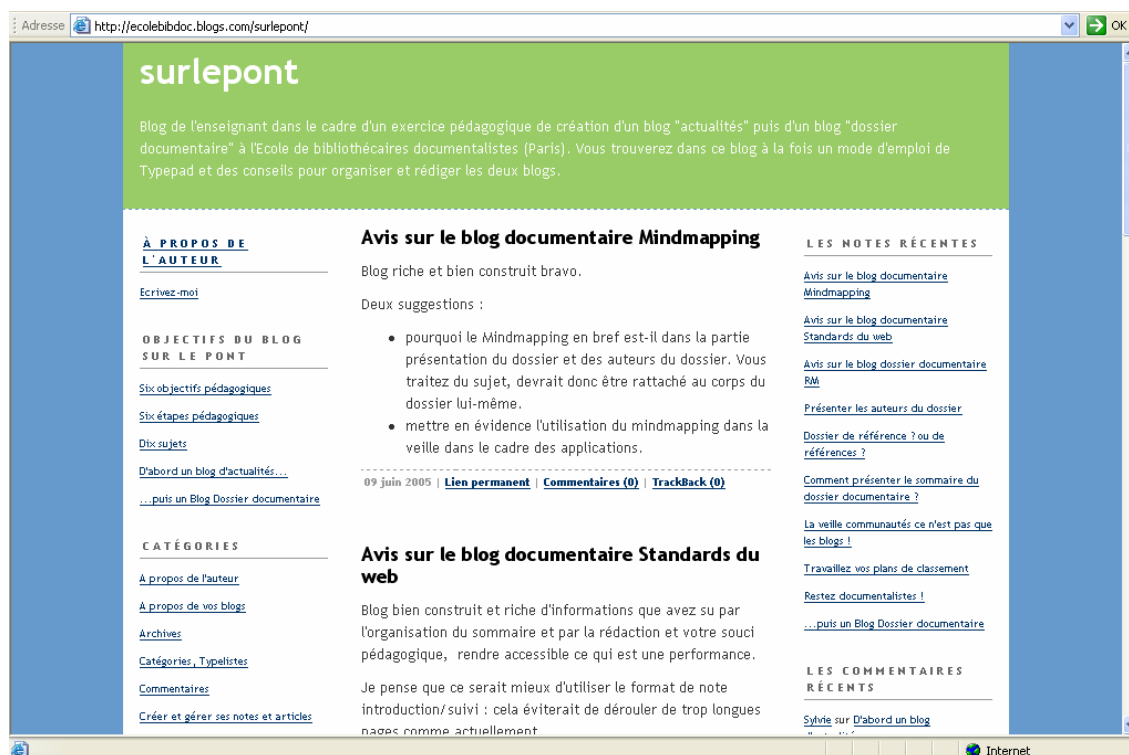 Adresse http://ecolebibdoc.blogs.com/surlepont/ OK
surlepont
Blog de l'enseignant dans le cadre d'un exercice pédagogique de création d'un blog "actualités" puis d'un blog "dossier
documentaire" à l'Ecole de bibliothécaires documentalistes (Paris). Vous trouverez dans ce blog à la fois un mode d'emploi de
Typepad et des conseils pour organiser et rédiger les deux blogs.
À PROPOS DE
L'AUTEUR
Ecrivez-moi
OBJECTIFS DU BLOG
SUR LE PONT
Six objectifs pédagogiques
Six étapes pédagogiques
Dix sujets
D'abord un blog d'actualités...
...puis un Blog Dossier documentaire
CATÉGORIES
A propos de l'auteur
A propos de vos blogs
Archives
Catégories, Typelistes
Commentaires
Créer et gérer ses notes et articles
Avis sur le blog documentaire Mindmapping
Blog riche et bien construit bravo.
Deux suggestions :
• pourquoi le Mindmapping en bref est-il dans la partie
présentation du dossier et des auteurs du dossier. Vous
traitez du sujet, devrait donc être rattaché au corps du
dossier lui-même.
• mettre en évidence l'utilisation du mindmapping dans la
veille dans le cadre des applications.
09 juin 2005 | Lien permanent | Commentaires (0) | TrackBack (0)
Avis sur le blog documentaire Standards du
web
Blog bien construit et riche d'informations que avez su par
l'organisation du sommaire et par la rédaction et votre souci
pédagogique, rendre accessible ce qui est une performance.
Je pense que ce serait mieux d'utiliser le format de note
introduction/suivi : cela éviterait de dérouler de trop longues
pages comme actuellement.
LES NOTES RÉCENTES
Avis sur le blog documentaire
Mindmapping
Avis sur le blog documentaire
Standards du web
Avis sur le blog dossier documentaire
RM
Présenter les auteurs du dossier
Dossier de référence ? ou de
références ?
Comment présenter le sommaire du
dossier documentaire ?
La veille communautés ce n'est pas que
les blogs !
Travaillez vos plans de classement
Restez documentalistes !
...puis un Blog Dossier documentaire
LES COMMENTAIRES
RÉCENTS
Sylvie sur D'abord un blog
d'actualités...
Internet